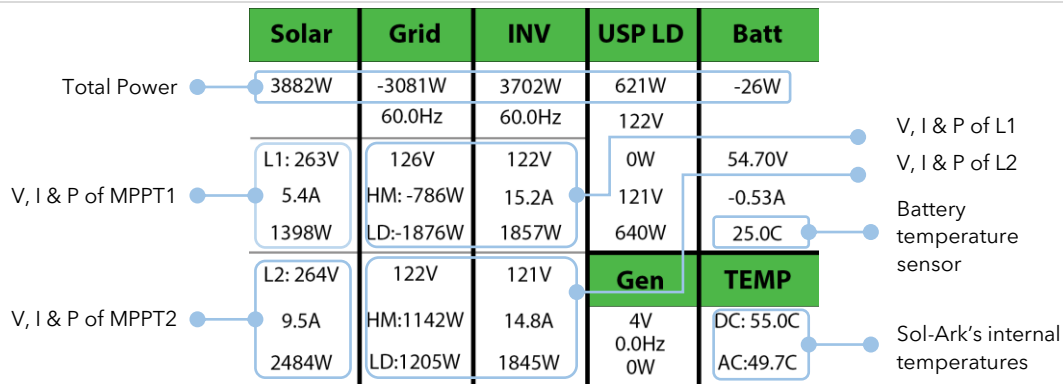 Solar Grid INV USP LD Batt
Total Power 3882W -3081W 3702W 621W -26W
60.0Hz 60.0Hz 122V
V, I & P of L1
L1: 263V 126V 122V 0W 54.70V
V, I & P of L2
V, I & P of MPPT1 5.4A HM: -786W 15.2A 121V -0.53A
1398W LD:-1876W 1857W 640W 25.0C
Battery
temperature
sensor
L2: 264V 122V 121V Gen TEMP
V, I & P of MPPT2 9.5A HM:1142W 14.8A 4V DC: 55.0C
0.0Hz
2484W LD:1205W 1845W 0W AC:49.7C
Sol-Ark's internal
temperatures